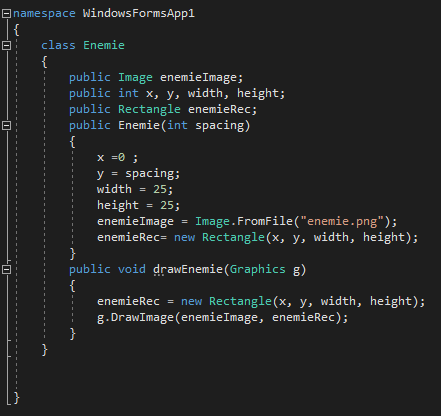 namespace WindowsFormsApp1
{
class Enemie
{
public Image enemieImage;
public int x, y, width, height;
public Rectangle enemieRec;
public Enemie(int spacing)
{
x =0 ;
y = spacing;
width = 25;
height = 25;
enemieImage = Image.FromFile("enemie.png");
enemieRec= new Rectangle(x, y, width, height);
}
public void drawEnemie(Graphics g)
{
enemieRec = new Rectangle(x, y, width, height);
g.DrawImage(enemieImage, enemieRec);
}
}
}